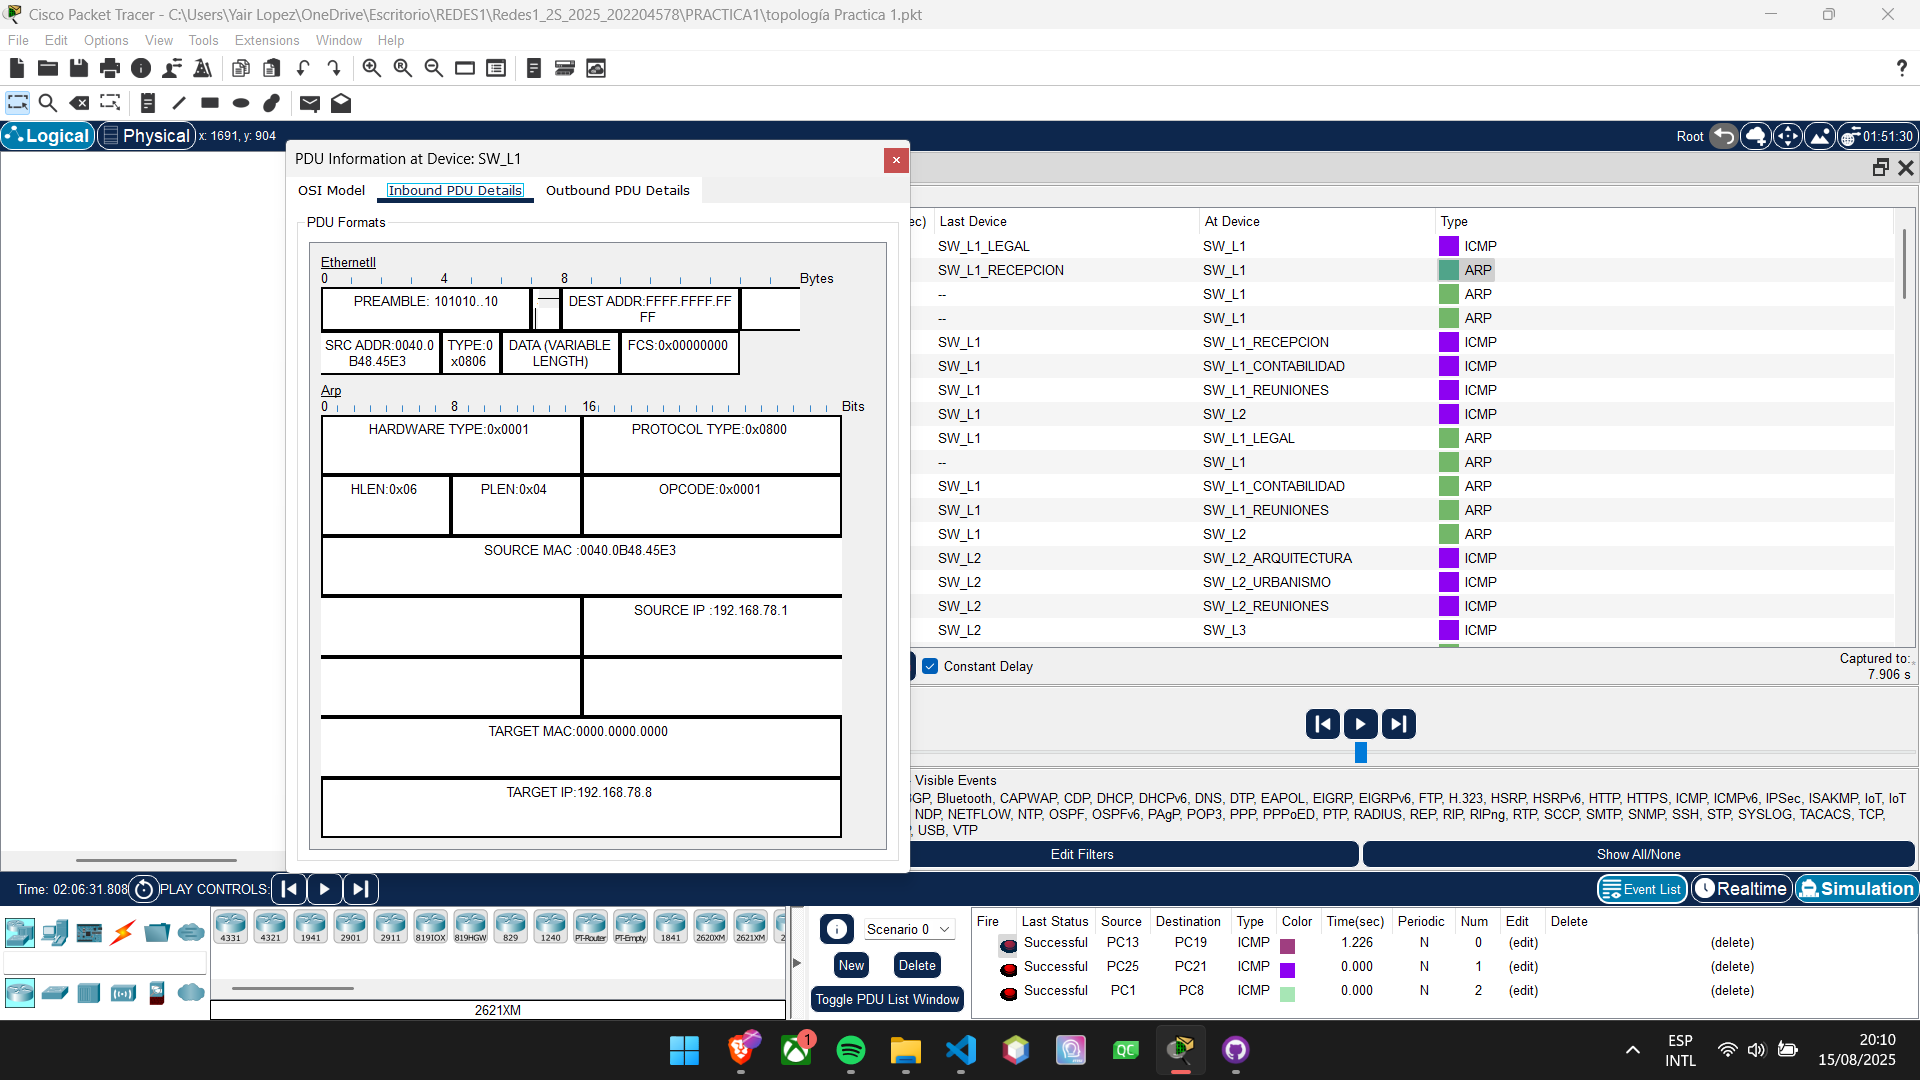 Cisco Packet Tracer - C:\Users\Yair Lopez\OneDrive\Escritorio\REDES1\Redes1_2S_2025_202204578\PRACTICA1\topología Practica 1.pkt
File Edit Options View Tools Extensions Window Help
?
Logical Physical x: 1691, y: 904 Root 01:51:30
PDU Information at Device: SW_L1
OSI Model Inbound PDU Details Outbound PDU Details
PDU Formats
EthernetII
0 4 8 Bytes
PREAMBLE: 101010..10 DEST ADDR:FFFF.FFFF.FF
FF
SRC ADDR:0040.0 TYPE:0 DATA (VARIABLE FCS:0x00000000
B48.45E3 x0806 LENGTH)
Arp
0 8 16 Bits
HARDWARE TYPE:0x0001 PROTOCOL TYPE:0x0800
HLEN:0x06 PLEN:0x04 OPCODE:0x0001
SOURCE MAC :0040.0B48.45E3
SOURCE IP :192.168.78.1
TARGET MAC:0000.0000.0000
TARGET IP:192.168.78.8
ec) Last Device At Device Type
SW_L1_LEGAL SW_L1 ICMP
SW_L1_RECEPCION SW_L1 ARP
-- SW_L1 ARP
-- SW_L1 ARP
SW_L1 SW_L1_RECEPCION ICMP
SW_L1 SW_L1_CONTABILIDAD ICMP
SW_L1 SW_L1_REUNIONES ICMP
SW_L1 SW_L2 ICMP
SW_L1 SW_L1_LEGAL ARP
-- SW_L1 ARP
SW_L1 SW_L1_CONTABILIDAD ARP
SW_L1 SW_L1_REUNIONES ARP
SW_L1 SW_L2 ARP
SW_L2 SW_L2_ARQUITECTURA ICMP
SW_L2 SW_L2_URBANISMO ICMP
SW_L2 SW_L2_REUNIONES ICMP
SW_L2 SW_L3 ICMP
Constant Delay Captured to:
7.906 s
Visible Events
BGP, Bluetooth, CAPWAP, CDP, DHCP, DHCPv6, DNS, DTP, EAPOL, EIGRP, EIGRPv6, FTP, H.323, HSRP, HSRPv6, HTTP, HTTPS, ICMP, ICMPv6, IPSec, ISAKMP, IoT, IoT
NDP, NETFLOW, NTP, OSPF, OSPFv6, PAgP, POP3, PPP, PPPoED, PTP, RADIUS, REP, RIP, RIPng, RTP, SCCP, SMTP, SNMP, SSH, STP, SYSLOG, TACACS, TCP,
, USB, VTP
Edit Filters Show All/None
Time: 02:06:31.808 PLAY CONTROLS: Event List Realtime Simulation
4331 4321 1941 2901 2911 819IOX 819HGW 829 1240 PT-Router PT-Empty 1841 2620XM 2621XM 2
2621XM
Scenario 0
New Delete
Toggle PDU List Window
Fire Last Status Source Destination Type Color Time(sec) Periodic Num Edit Delete
Successful PC13 PC19 ICMP 1.226 N 0 (edit) (delete)
Successful PC25 PC21 ICMP 0.000 N 1 (edit) (delete)
Successful PC1 PC8 ICMP 0.000 N 2 (edit) (delete)
1
QC
ESP
INTL
20:10
15/08/2025